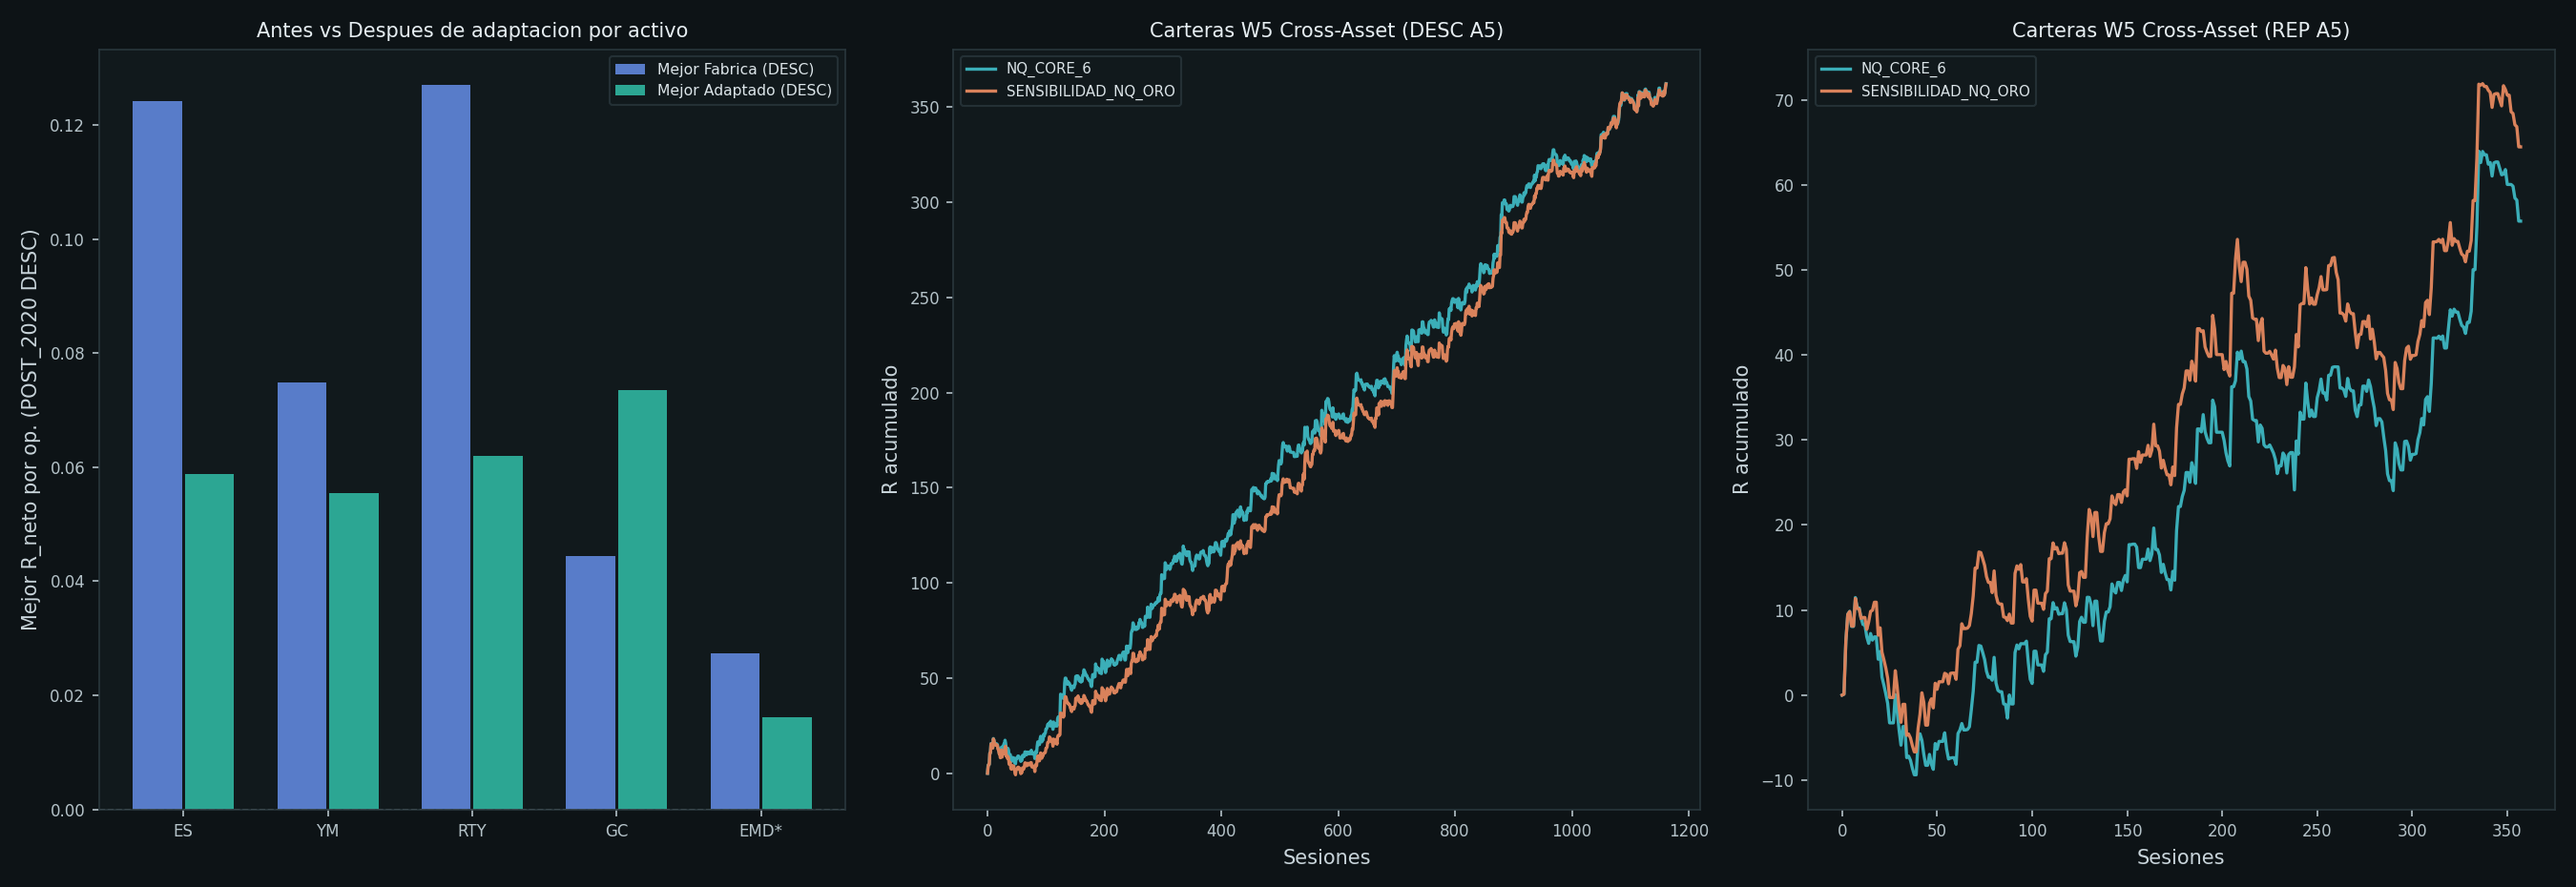 Antes vs Despues de adaptacion por activo
Mejor Fabrica (DESC)
Mejor Adaptado (DESC)
Mejor R_neto por op. (POST_2020 DESC)
0.12
0.10
0.08
0.06
0.04
0.02
0.00
ES YM RTY GC EMD*
Carteras W5 Cross-Asset (DESC A5)
NQ_CORE_6
SENSIBILIDAD_NQ_ORO
R acumulado
350
300
250
200
150
100
50
0
0 200 400 600 800 1000 1200
Sesiones
Carteras W5 Cross-Asset (REP A5)
NQ_CORE_6
SENSIBILIDAD_NQ_ORO
R acumulado
70
60
50
40
30
20
10
0
−10
0 50 100 150 200 250 300 350
Sesiones